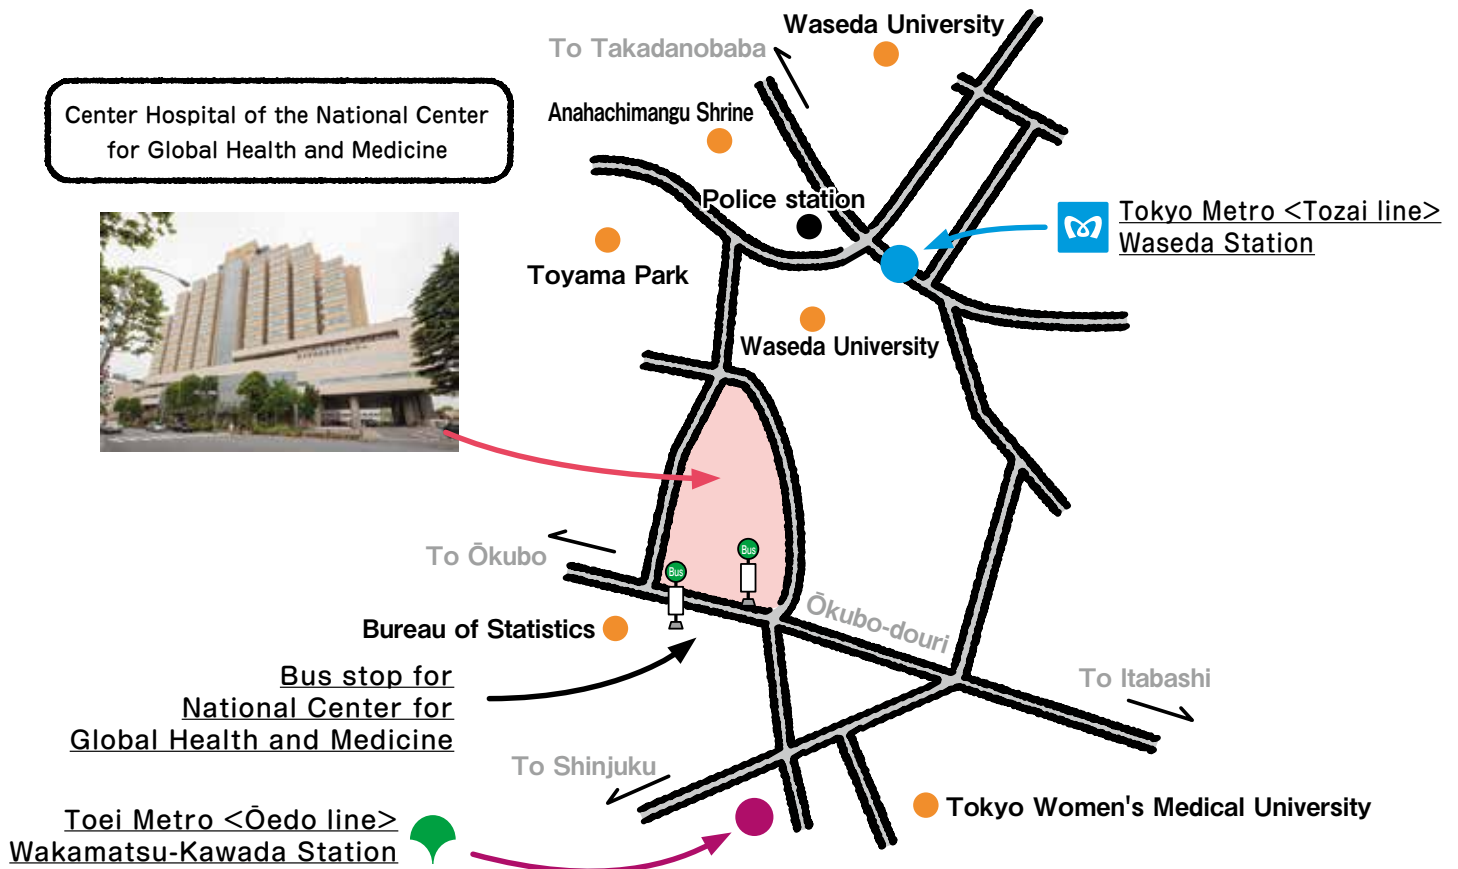 Waseda University
To Takadanobaba
Center Hospital of the National Center
for Global Health and Medicine
Anahachimangu Shrine
Police station
Tokyo Metro <Tozai line>
Waseda Station
Toyama Park
Waseda University
To Ōkubo
Bus
Bus
Ōkubo-douri
Bureau of Statistics
Bus stop for
National Center for
Global Health and Medicine
To Itabashi
To Shinjuku
Toei Metro <Ōedo line>
Wakamatsu-Kawada Station
Tokyo Women's Medical University